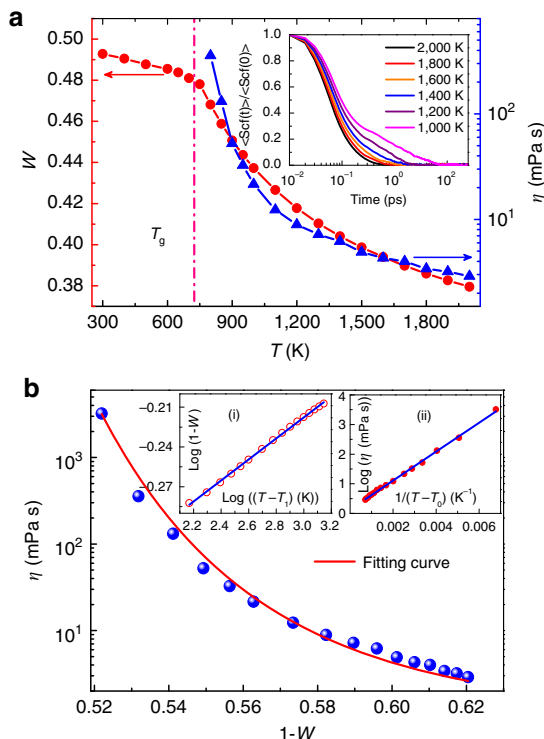 a
0.50
0.48
0.46
0.44
0.42
0.40
0.38
W
300
600
900
1,200
1,500
1,800
T (K)
Tg
10²
10¹
η (mPa s)
<Scf(t)>/<Scf(0)>
1.0
0.8
0.6
0.4
0.2
0.0
10⁻²
10⁻¹
10⁰
10²
Time (ps)
2,000 K
1,800 K
1,600 K
1,400 K
1,200 K
1,000 K
b
10³
10²
10¹
η (mPa s)
0.52
0.54
0.56
0.58
0.60
0.62
1-W
(i)
−0.21
−0.24
−0.27
Log (1-W)
Log ((T−T₁) (K))
2.2
2.4
2.6
2.8
3.0
3.2
(ii)
4
3
2
1
0
Log (η (mPa s))
1/(T−T₀) (K⁻¹)
0.002
0.004
0.006
Fitting curve